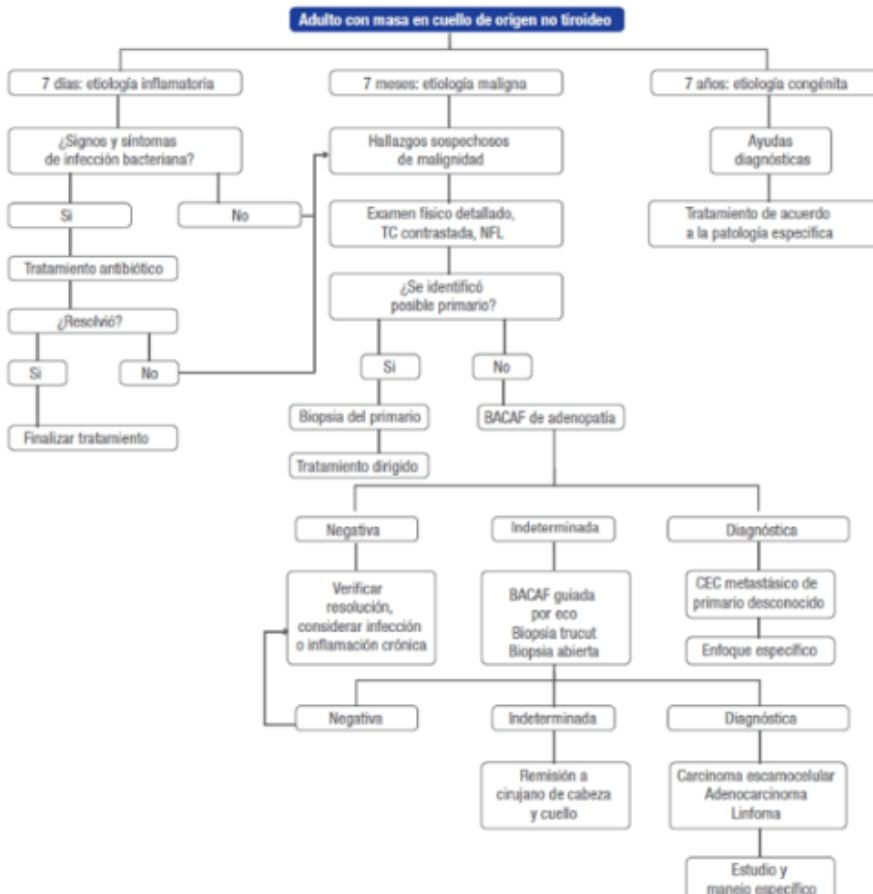 Adulto con masa en cuello de origen no tiroideo
7 días: etiología inflamatoria
7 meses: etiología maligna
7 años: etiología congénita
¿Signos y síntomas
de infección bacteriana?
Hallazgos sospechosos
de malignidad
Ayudas
diagnósticas
Si
No
Examen físico detallado,
TC contrastada, NFL
Tratamiento de acuerdo
a la patología específica
Tratamiento antibiótico
¿Se identificó
posible primario?
¿Resolvió?
Si
No
Si
No
Finalizar tratamiento
Biopsia del primario
BACAF de adenopatía
Tratamiento dirigido
Negativa
Indeterminada
Diagnóstica
Verificar
resolución,
considerar infección
o inflamación crónica
BACAF guiada
por eco
Biopsia trucut
Biopsia abierta
CEC metastásico de
primario desconocido
Enfoque específico
Negativa
Indeterminada
Diagnóstica
Remisión a
cirujano de cabeza
y cuello
Carcinoma escamocelular
Adenocarcinoma
Linfoma
Estudio y
manejo específico